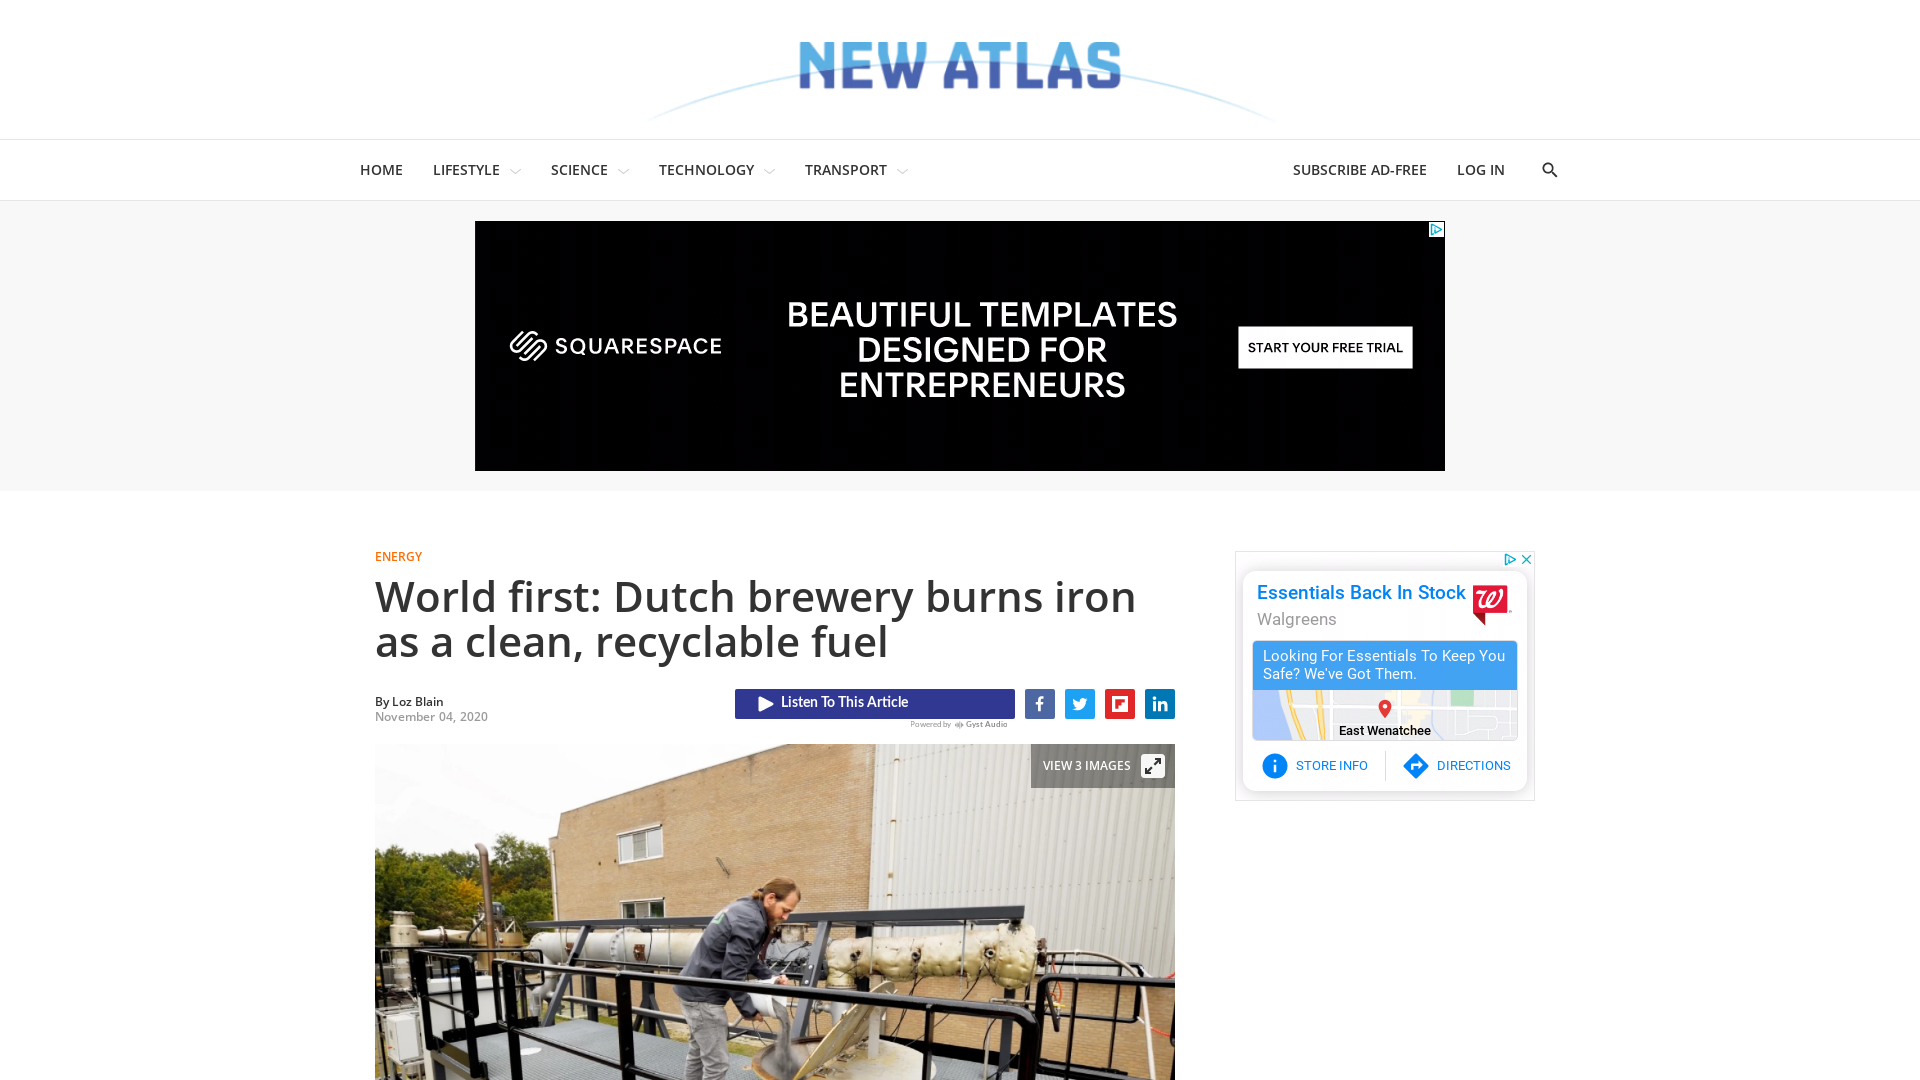 NEW ATLAS
HOME LIFESTYLE SCIENCE TECHNOLOGY TRANSPORT SUBSCRIBE AD-FREE LOG IN
SQUARESPACE
BEAUTIFUL TEMPLATES
DESIGNED FOR
ENTREPRENEURS
START YOUR FREE TRIAL
ENERGY
World first: Dutch brewery burns iron
as a clean, recyclable fuel
By Loz Blain
November 04, 2020
Listen To This Article
Powered by Gyst Audio
VIEW 3 IMAGES
Essentials Back In Stock
Walgreens
Looking For Essentials To Keep You
Safe? We've Got Them.
East Wenatchee
STORE INFO DIRECTIONS